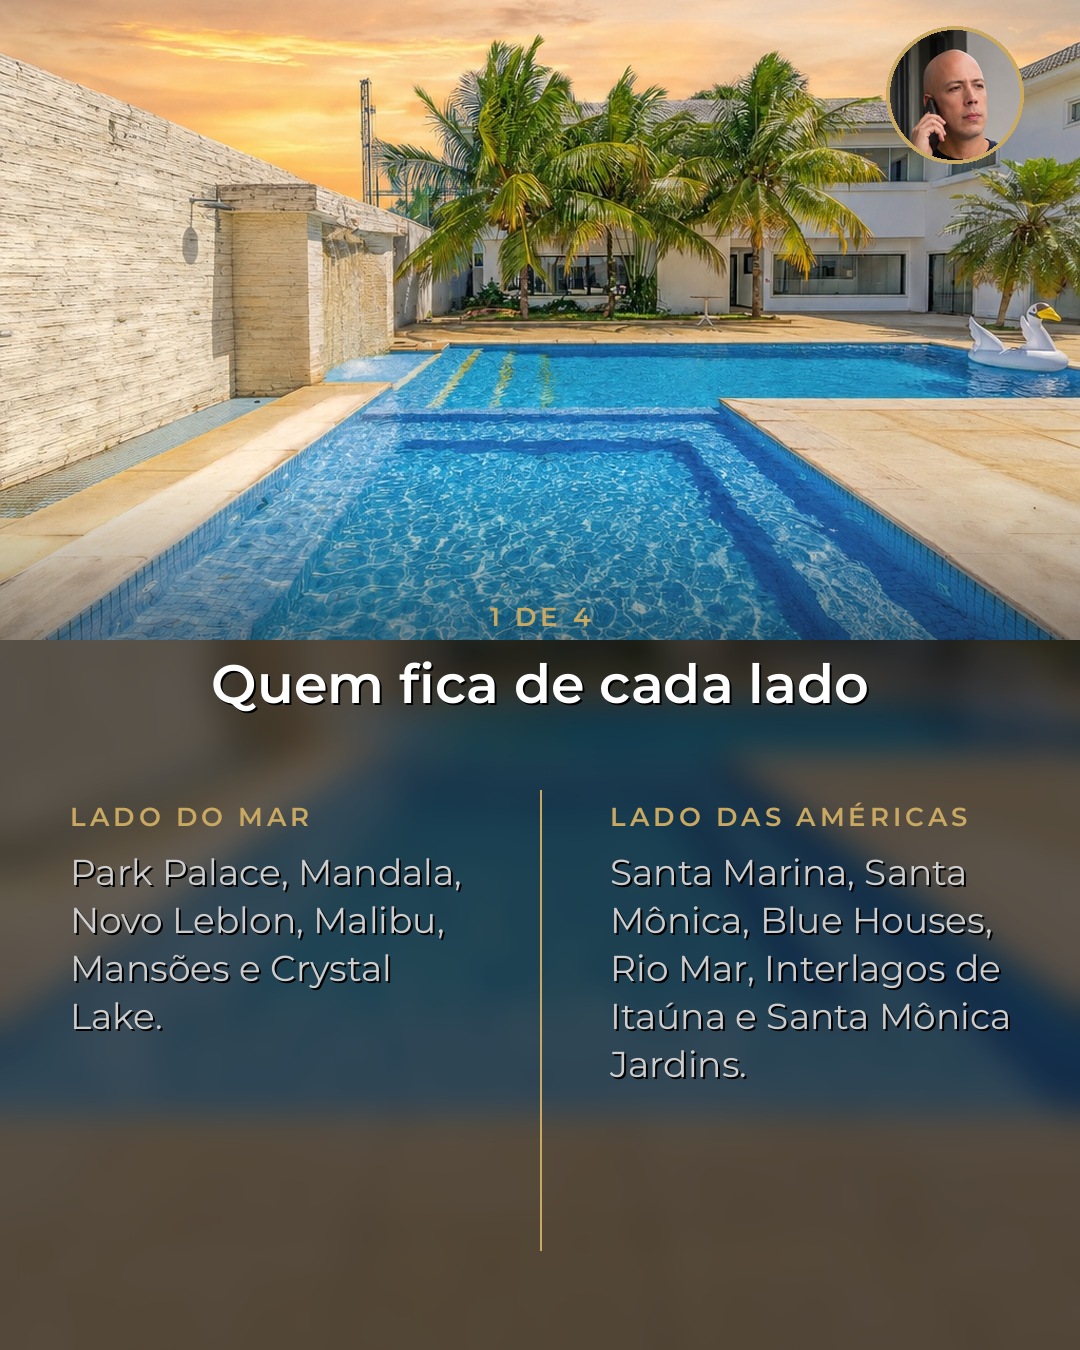 1 DE 4
Quem fica de cada lado
LADO DO MAR
Park Palace, Mandala,
Novo Leblon, Malibu,
Mansões e Crystal
Lake.
LADO DAS AMÉRICAS
Santa Marina, Santa
Mônica, Blue Houses,
Rio Mar, Interlagos de
Itaúna e Santa Mônica
Jardins.